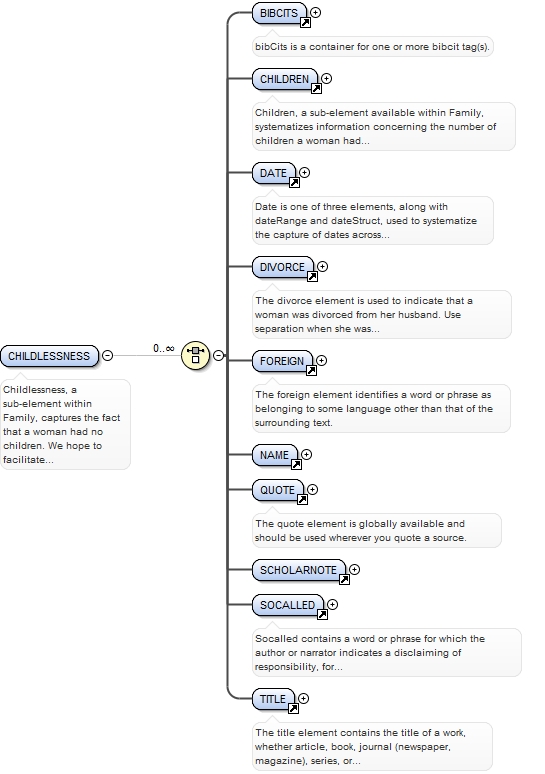 BIBCITS
bibCits is a container for one or more bibcit tag(s).
CHILDREN
Children, a sub-element available within Family,
systematizes information concerning the number of
children a woman had...
DATE
Date is one of three elements, along with
dateRange and dateStruct, used to systematize
the capture of dates across...
DIVORCE
The divorce element is used to indicate that a
woman was divorced from her husband. Use
separation when she was...
CHILDLESSNESS
0..∞
Childlessness, a
sub-element within
Family, captures the fact
that a woman had no
children. We hope to
facilitate...
FOREIGN
The foreign element identifies a word or phrase as
belonging to some language other than that of the
surrounding text.
NAME
QUOTE
The quote element is globally available and
should be used wherever you quote a source.
SCHOLARNOTE
SOCALLED
Socalled contains a word or phrase for which the
author or narrator indicates a disclaiming of
responsibility, for...
TITLE
The title element contains the title of a work,
whether article, book, journal (newspaper,
magazine), series, or...